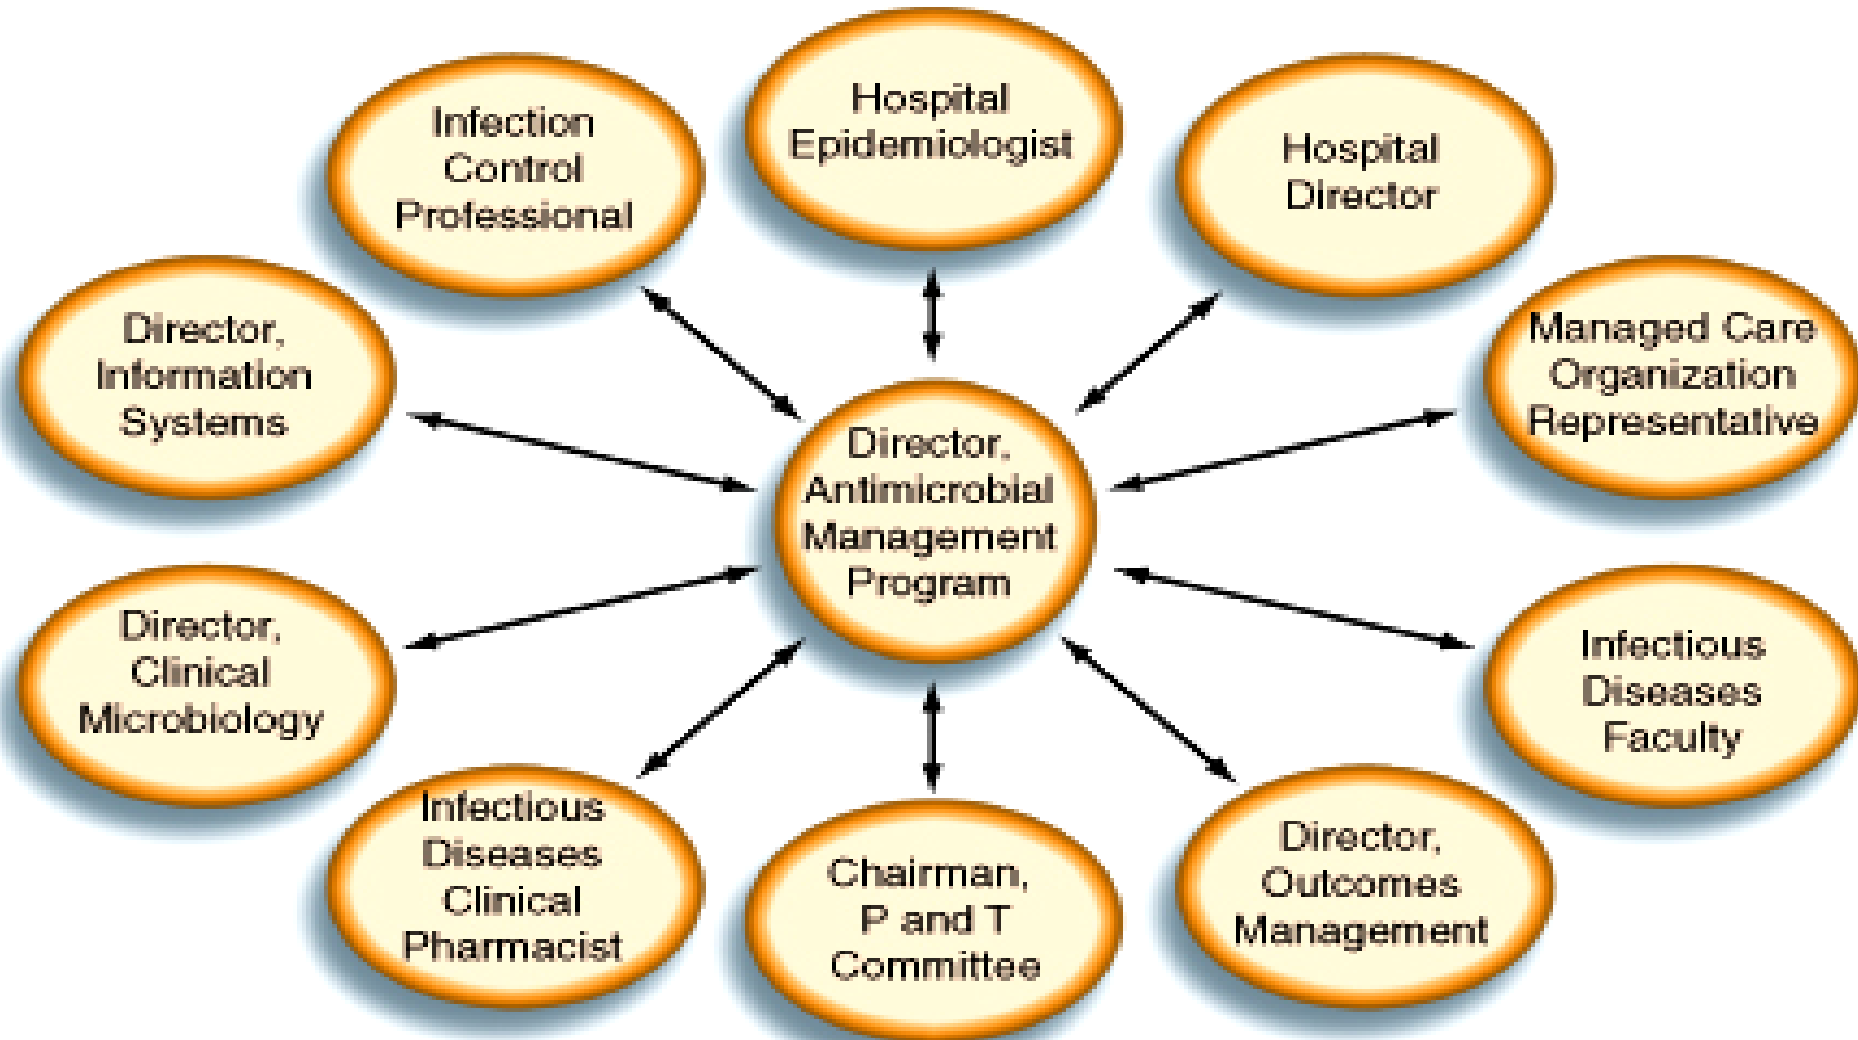 Hospital
Epidemiologist
Infection
Control
Professional
Hospital
Director
Director,
Information
Systems
Managed Care
Organization
Representative
Director,
Antimicrobial
Management
Program
Director,
Clinical
Microbiology
Infectious
Diseases
Faculty
Infectious
Diseases
Clinical
Pharmacist
Chairman,
P and T
Committee
Director,
Outcomes
Management